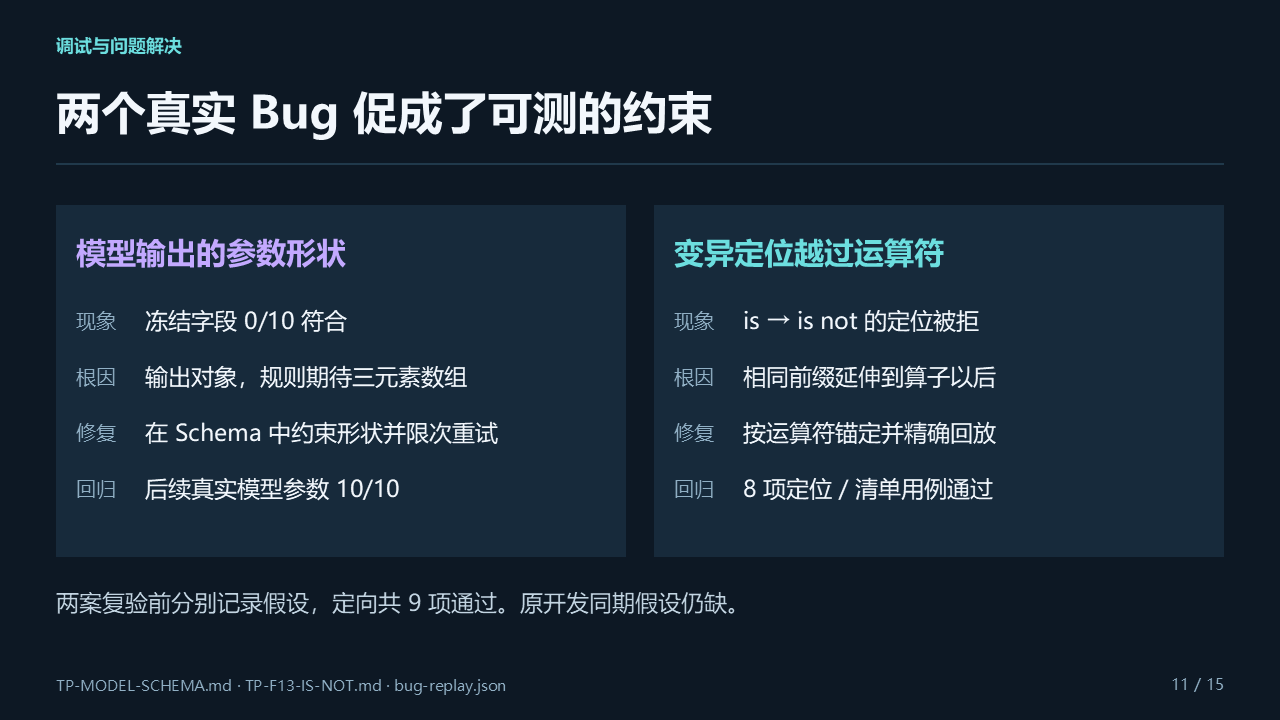 调试与问题解决
两个真实 Bug 促成了可测的约束
模型输出的参数形状
现象 冻结字段 0/10 符合
根因 输出对象，规则期待三元素数组
修复 在 Schema 中约束形状并限次重试
回归 后续真实模型参数 10/10
变异定位越过运算符
现象 is → is not 的定位被拒
根因 相同前缀延伸到算子以后
修复 按运算符锚定并精确回放
回归 8 项定位 / 清单用例通过
两案复验前分别记录假设，定向共 9 项通过。原开发同期假设仍缺。
TP-MODEL-SCHEMA.md · TP-F13-IS-NOT.md · bug-replay.json
11 / 15